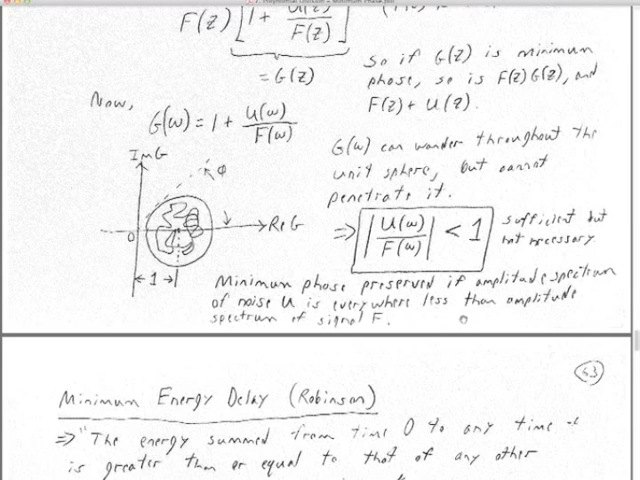 F(z) [1 + U(z)/F(z)]
= G(z)
So if G(z) is minimum
phase, so is F(z)G(z), and
F(z) + U(z).
Now,
G(ω) = 1 + U(ω)/F(ω)
G(ω) can wander throughout the
unit sphere, but cannot
penetrate it.
Im G
φ
0
Re G
1
⇒ |U(ω)/F(ω)| < 1
sufficient but
not necessary
Minimum phase preserved if amplitude spectrum
of noise U is everywhere less than amplitude
spectrum of signal F.
63
Minimum Energy Delay (Robinson)
⇒ "The energy summed from time 0 to any time t
is greater than or equal to that of any other